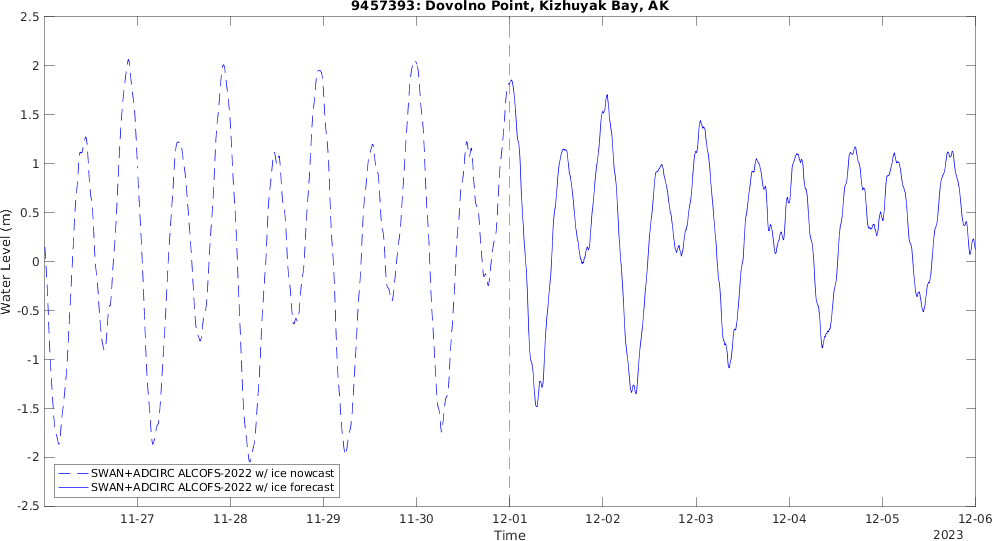 9457393: Dovolno Point, Kizhuyak Bay, AK
2.5
2
1.5
1
0.5
0
-0.5
-1
-1.5
-2
-2.5
Water Level (m)
SWAN+ADCIRC ALCOFS-2022 w/ ice nowcast
SWAN+ADCIRC ALCOFS-2022 w/ ice forecast
11-27 11-28 11-29 11-30 12-01 12-02 12-03 12-04 12-05 12-06
Time
2023